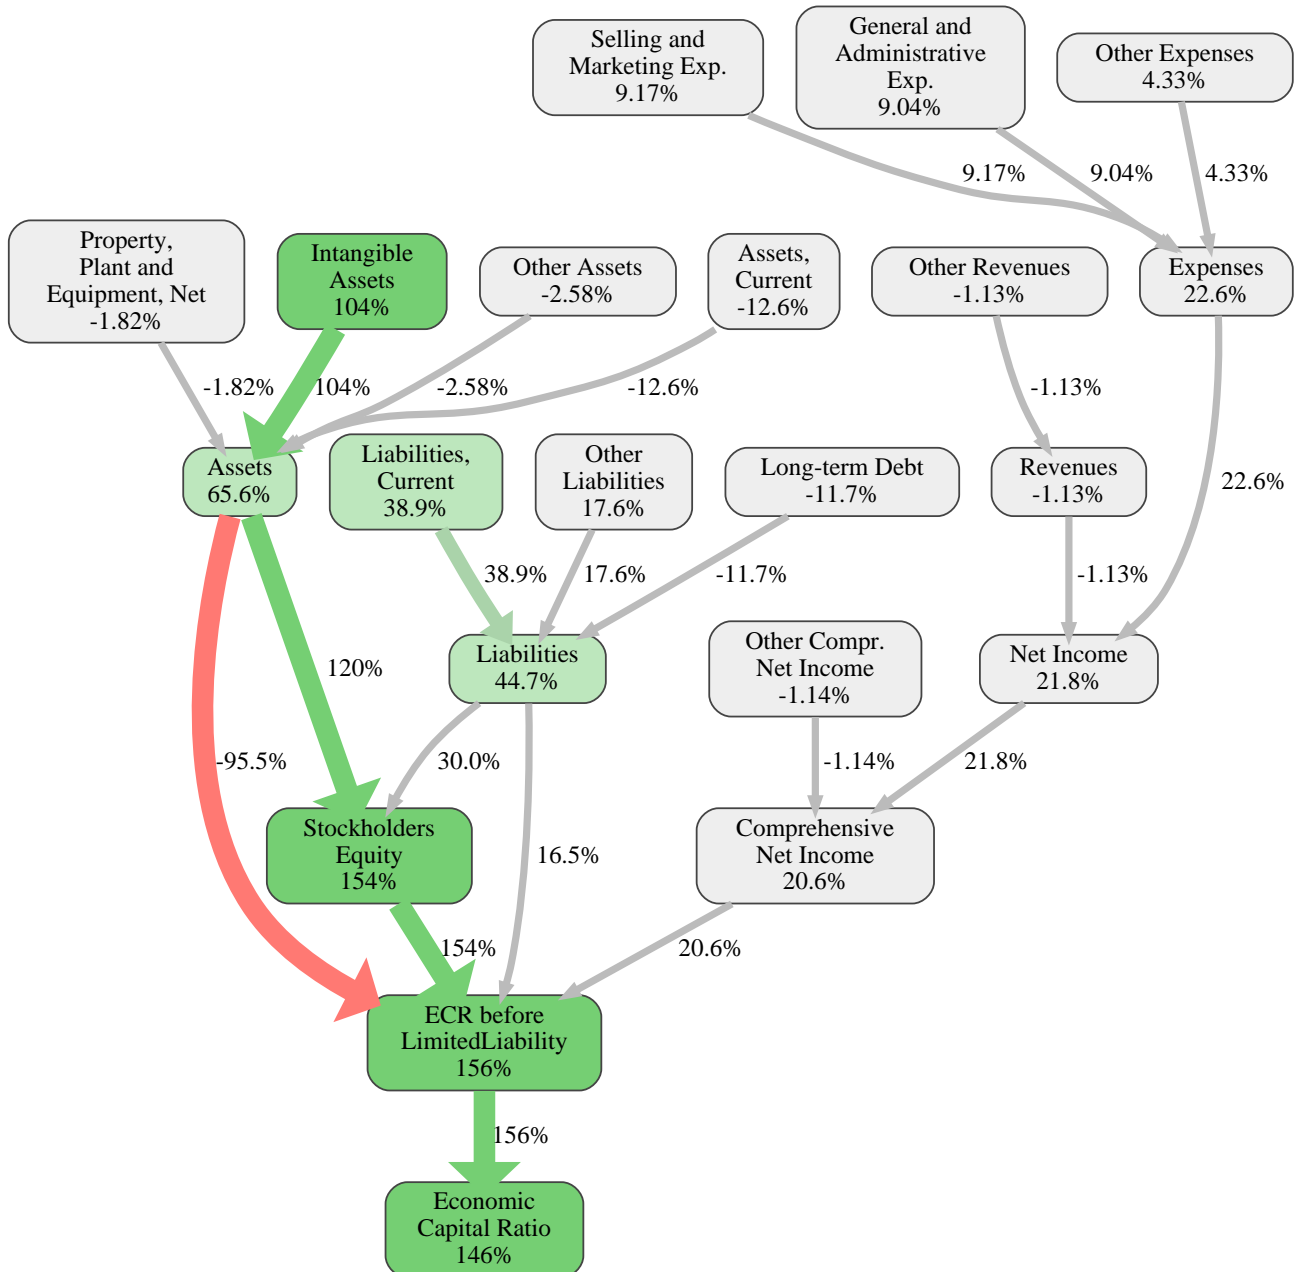 Selling and
Marketing Exp.
9.17%
General and
Administrative
Exp.
9.04%
Other Expenses
4.33%
9.17%
9.04%
4.33%
Property,
Plant and
Equipment, Net
-1.82%
Intangible
Assets
104%
Other Assets
-2.58%
Assets,
Current
-12.6%
Other Revenues
-1.13%
Expenses
22.6%
-1.82%
104%
-2.58%
-12.6%
-1.13%
Assets
65.6%
Liabilities,
Current
38.9%
Other
Liabilities
17.6%
Long-term Debt
-11.7%
Revenues
-1.13%
22.6%
38.9%
17.6%
-11.7%
-1.13%
Liabilities
44.7%
Other Compr.
Net Income
-1.14%
Net Income
21.8%
120%
-95.5%
30.0%
-1.14%
21.8%
Stockholders
Equity
154%
16.5%
Comprehensive
Net Income
20.6%
154%
20.6%
ECR before
LimitedLiability
156%
156%
Economic
Capital Ratio
146%